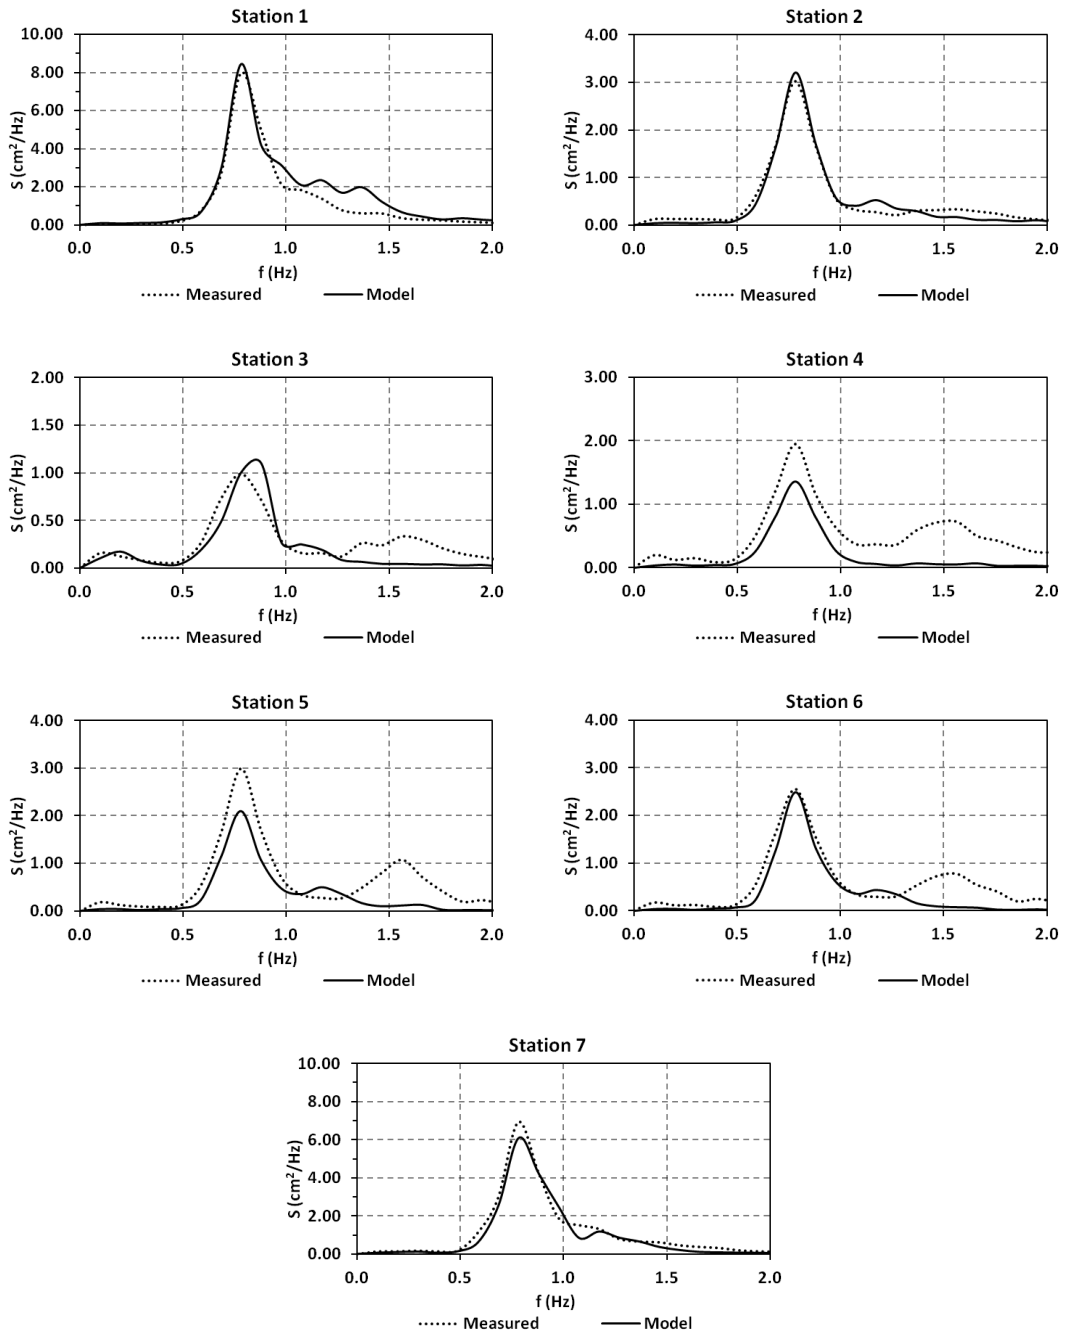 Station 1
10.00
8.00
6.00
4.00
2.00
0.00
S (cm²/Hz)
0.0 0.5 1.0 1.5 2.0
f (Hz)
Measured Model
Station 2
4.00
3.00
2.00
1.00
0.00
S (cm²/Hz)
0.0 0.5 1.0 1.5 2.0
f (Hz)
Measured Model
Station 3
2.00
1.50
1.00
0.50
0.00
S (cm²/Hz)
0.0 0.5 1.0 1.5 2.0
f (Hz)
Measured Model
Station 4
3.00
2.00
1.00
0.00
S (cm²/Hz)
0.0 0.5 1.0 1.5 2.0
f (Hz)
Measured Model
Station 5
4.00
3.00
2.00
1.00
0.00
S (cm²/Hz)
0.0 0.5 1.0 1.5 2.0
f (Hz)
Measured Model
Station 6
4.00
3.00
2.00
1.00
0.00
S (cm²/Hz)
0.0 0.5 1.0 1.5 2.0
f (Hz)
Measured Model
Station 7
10.00
8.00
6.00
4.00
2.00
0.00
S (cm²/Hz)
0.0 0.5 1.0 1.5 2.0
f (Hz)
Measured Model